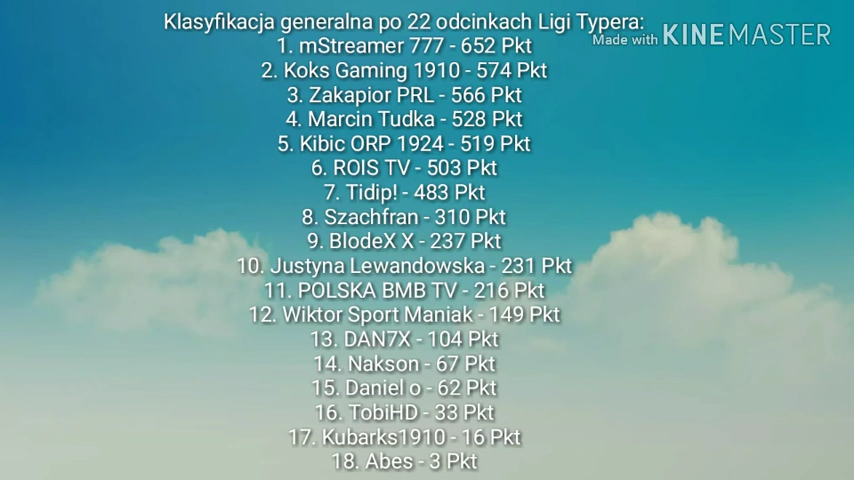 Klasyfikacja generalna po 22 odcinkach Ligi Typera:
Made with KINEMASTER
1. mStreamer 777 - 652 Pkt
2. Koks Gaming 1910 - 574 Pkt
3. Zakapior PRL - 566 Pkt
4. Marcin Tudka - 528 Pkt
5. Kibic ORP 1924 - 519 Pkt
6. ROIS TV - 503 Pkt
7. Tidip! - 483 Pkt
8. Szachfran - 310 Pkt
9. BlodeX X - 237 Pkt
10. Justyna Lewandowska - 231 Pkt
11. POLSKA BMB TV - 216 Pkt
12. Wiktor Sport Maniak - 149 Pkt
13. DAN7X - 104 Pkt
14. Nakson - 67 Pkt
15. Daniel o - 62 Pkt
16. TobiHD - 33 Pkt
17. Kubarks1910 - 16 Pkt
18. Abes - 3 Pkt